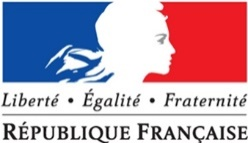 Liberté • Égalité • Fraternité
RÉPUBLIQUE FRANÇAISE